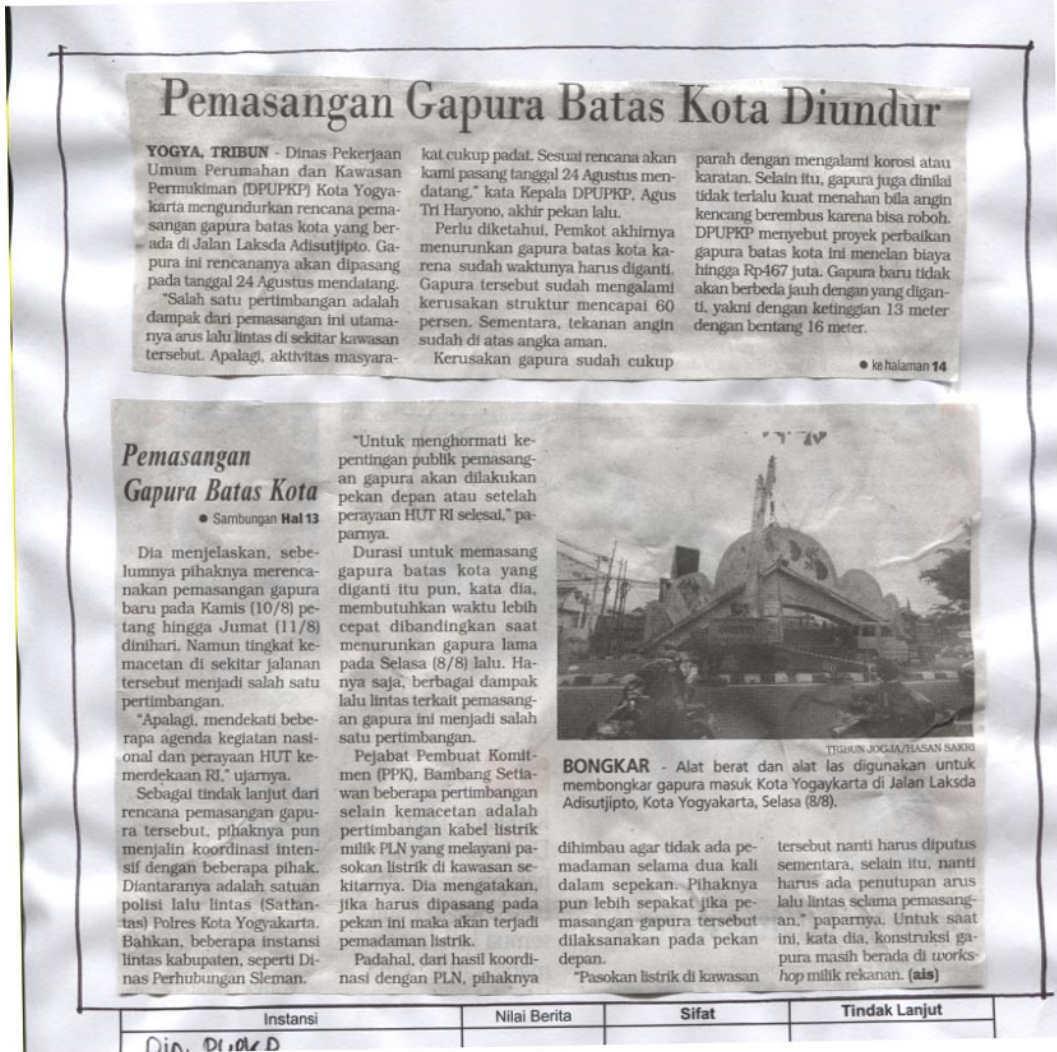 Pemasangan Gapura Batas Kota Diundur
YOGYA, TRIBUN - Dinas Pekerjaan
Umum Perumahan dan Kawasan
Permukiman (DPUPKP) Kota Yogya-
karta mengundurkan rencana pema-
sangan gapura batas kota yang ber-
ada di Jalan Laksda Adisutjipto. Ga-
pura ini rencananya akan dipasang
pada tanggal 24 Agustus mendatang.
"Salah satu pertimbangan adalah
dampak dari pemasangan ini utama-
nya arus lalu lintas di sekitar kawasan
tersebut. Apalagi, aktivitas masyara-
kat cukup padat. Sesuai rencana akan
kami pasang tanggal 24 Agustus men-
datang," kata Kepala DPUPKP, Agus
Tri Haryono, akhir pekan lalu.
Perlu diketahui, Pemkot akhirnya
menurunkan gapura batas kota ka-
rena sudah waktunya harus diganti.
Gapura tersebut sudah mengalami
kerusakan struktur mencapai 60
persen. Sementara, tekanan angin
sudah di atas angka aman.
Kerusakan gapura sudah cukup
parah dengan mengalami korosi atau
karatan. Selain itu, gapura juga dinilai
tidak terlalu kuat menahan bila angin
kencang berembus karena bisa roboh.
DPUPKP menyebut proyek perbaikan
gapura batas kota ini menelan biaya
hingga Rp467 juta. Gapura baru tidak
akan berbeda jauh dengan yang digan-
ti, yakni dengan ketinggian 13 meter
dengan bentang 16 meter.
● ke halaman 14
Pemasangan
Gapura Batas Kota
● Sambungan Hal 13
Dia menjelaskan, sebe-
lumnya pihaknya merenca-
nakan pemasangan gapura
baru pada Kamis (10/8) pe-
tang hingga Jumat (11/8)
dinihari. Namun tingkat ke-
macetan di sekitar jalanan
tersebut menjadi salah satu
pertimbangan.
"Apalagi, mendekati bebe-
rapa agenda kegiatan nasi-
onal dan perayaan HUT ke-
merdekaan RI," ujarnya.
Sebagai tindak lanjut dari
rencana pemasangan gapu-
ra tersebut, pihaknya pun
menjalin koordinasi inten-
sif dengan beberapa pihak.
Diantaranya adalah satuan
polisi lalu lintas (Satlan-
tas) Polres Kota Yogyakarta.
Bahkan, beberapa instansi
lintas kabupaten, seperti Di-
nas Perhubungan Sleman.
"Untuk menghormati ke-
pentingan publik pemasang-
an gapura akan dilakukan
pekan depan atau setelah
perayaan HUT RI selesai," pa-
parnya.
Durasi untuk memasang
gapura batas kota yang
diganti itu pun, kata dia,
membutuhkan waktu lebih
cepat dibandingkan saat
menurunkan gapura lama
pada Selasa (8/8) lalu. Ha-
nya saja, berbagai dampak
lalu lintas terkait pemasang-
an gapura ini menjadi salah
satu pertimbangan.
Pejabat Pembuat Komit-
men (PPK), Bambang Setia-
wan beberapa pertimbangan
selain kemacetan adalah
pertimbangan kabel listrik
milik PLN yang melayani pa-
sokan listrik di kawasan se-
kitarnya. Dia mengatakan,
jika harus dipasang pada
pekan ini maka akan terjadi
pemadaman listrik.
Padahal, dari hasil koordi-
nasi dengan PLN, pihaknya
TRIBUN JOGJA/HASAN SAKRI
BONGKAR - Alat berat dan alat las digunakan untuk
membongkar gapura masuk Kota Yogaykarta di Jalan Laksda
Adisutjipto, Kota Yogyakarta, Selasa (8/8).
dihimbau agar tidak ada pe-
madaman selama dua kali
dalam sepekan. Pihaknya
pun lebih sepakat jika pe-
masangan gapura tersebut
dilaksanakan pada pekan
depan.
"Pasokan listrik di kawasan
tersebut nanti harus diputus
sementara, selain itu, nanti
harus ada penutupan arus
lalu lintas selama pemasang-
an," paparnya. Untuk saat
ini, kata dia, konstruksi ga-
pura masih berada di works-
hop milik rekanan. (ais)
Instansi Nilai Berita Sifat Tindak Lanjut